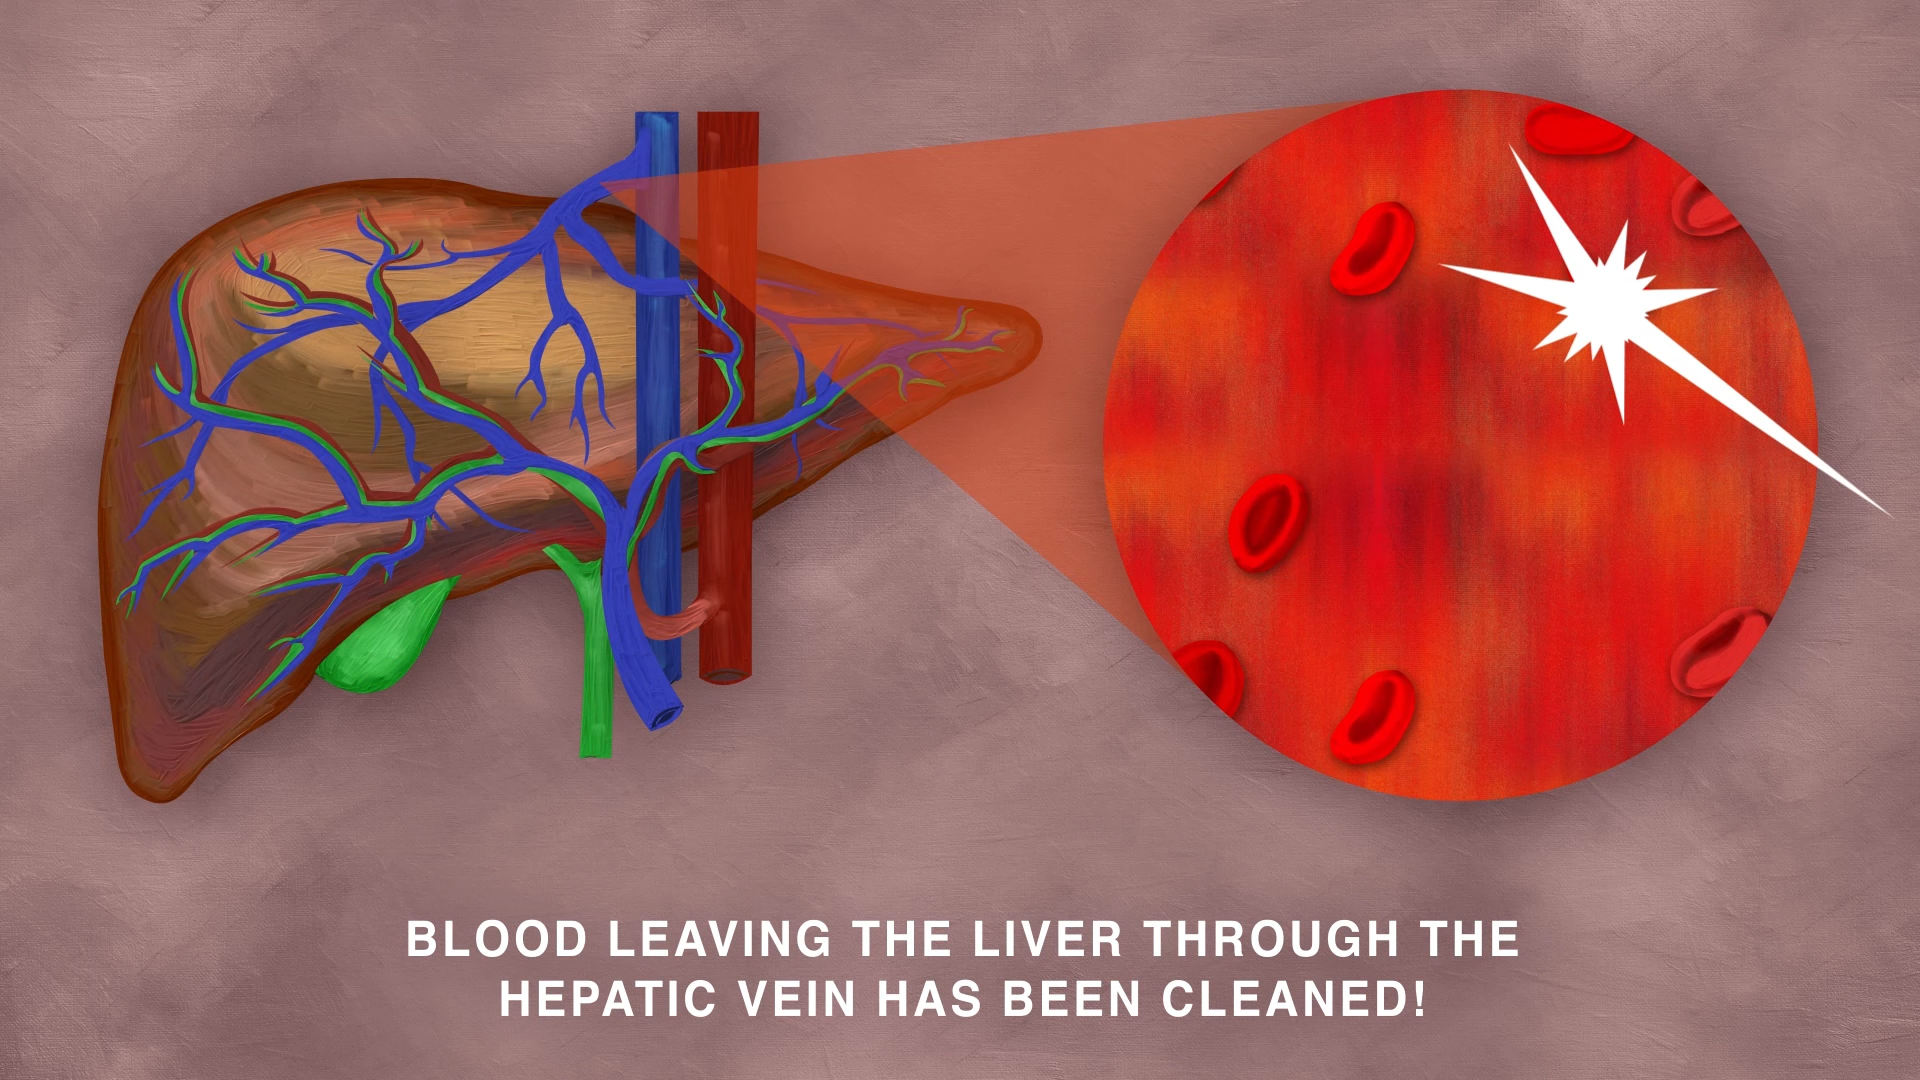 BLOOD LEAVING THE LIVER THROUGH THE
HEPATIC VEIN HAS BEEN CLEANED!